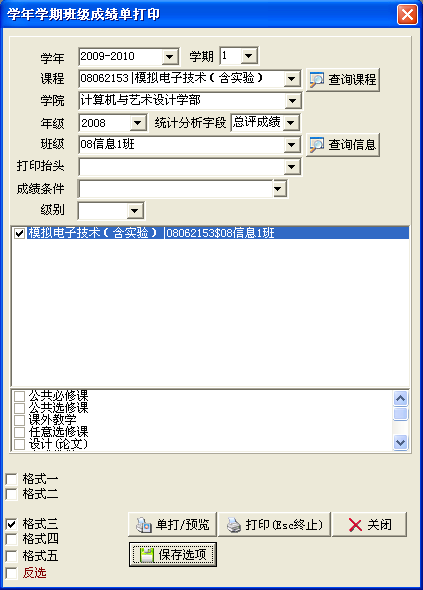 学年学期班级成绩单打印
学年 2009-2010 学期 1
课程 08062153|模拟电子技术(含实验) 查询课程
学院 计算机与艺术设计学部
年级 2008 统计分析字段 总评成绩
班级 08信息1班 查询信息
打印抬头
成绩条件
级别
模拟电子技术(含实验)|08062153$08信息1班
公共必修课
公共选修课
课外教学
任意选修课
设计(论文)
格式一
格式二
格式三 单打/预览 打印(Esc终止) 关闭
格式四
格式五 保存选项
反选